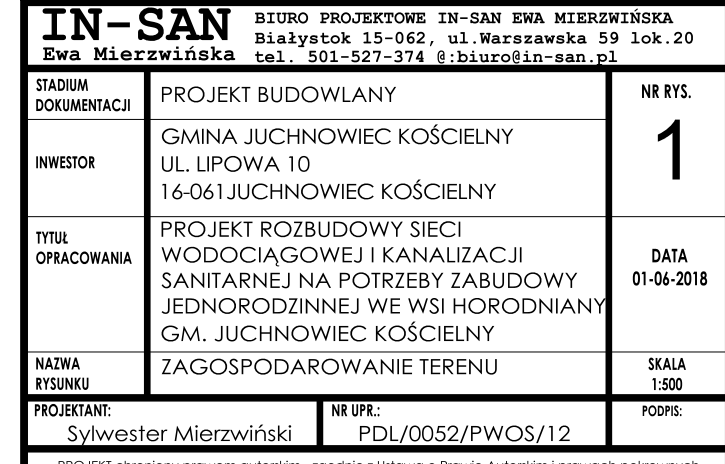 IN-SAN
Ewa Mierzwińska
BIURO PROJEKTOWE IN-SAN EWA MIERZWIŃSKA
Białystok 15-062, ul.Warszawska 59 lok.20
tel. 501-527-374 @:biuro@in-san.pl
STADIUM
DOKUMENTACJI
PROJEKT BUDOWLANY
NR RYS.
1
INWESTOR
GMINA JUCHNOWIEC KOŚCIELNY
UL. LIPOWA 10
16-061JUCHNOWIEC KOŚCIELNY
TYTUŁ
OPRACOWANIA
PROJEKT ROZBUDOWY SIECI
WODOCIĄGOWEJ I KANALIZACJI
SANITARNEJ NA POTRZEBY ZABUDOWY
JEDNORODZINNEJ WE WSI HORODNIANY
GM. JUCHNOWIEC KOŚCIELNY
DATA
01-06-2018
NAZWA
RYSUNKU
ZAGOSPODAROWANIE TERENU
SKALA
1:500
PROJEKTANT:
Sylwester Mierzwiński
NR UPR.:
PDL/0052/PWOS/12
PODPIS:
PROJEKT chroniony prawem autorskim